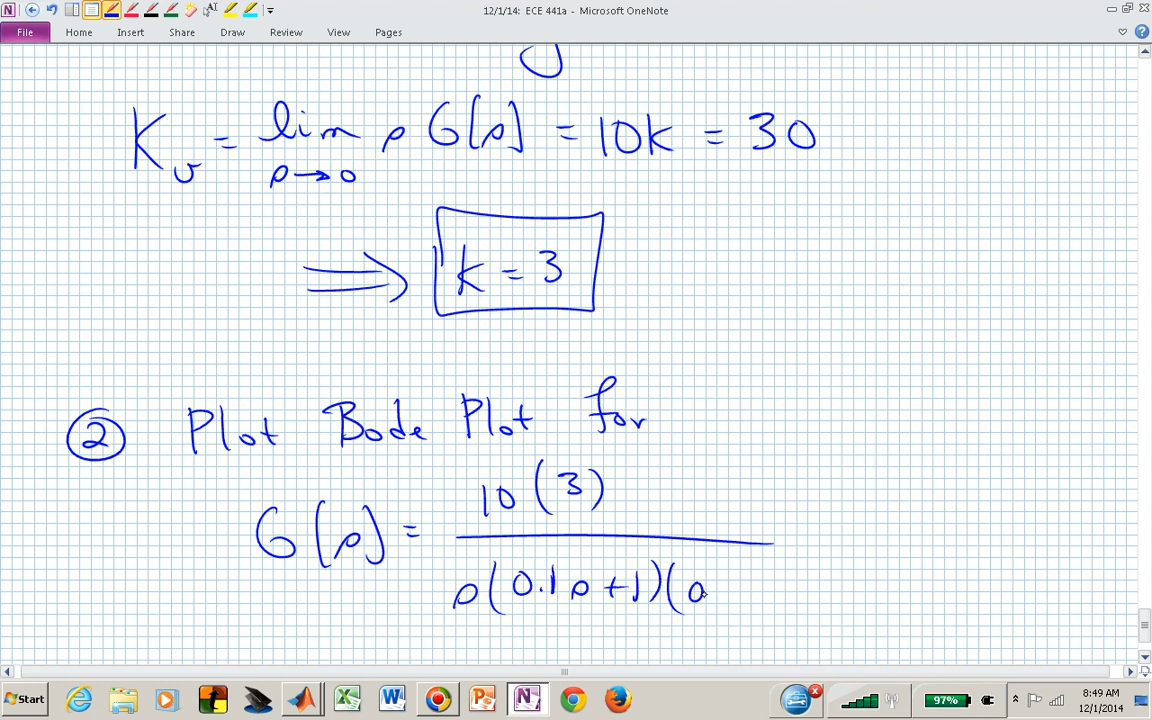 12/1/14: ECE 441a - Microsoft OneNote
File Home Insert Share Draw Review View Pages
K_v = lim s G(s) = 10k = 30
s → 0
⇒ k = 3
② Plot Bode Plot for
10(3)
G(s) =
s(0.1s + 1)(0
Start
97%
8:49 AM
12/1/2014